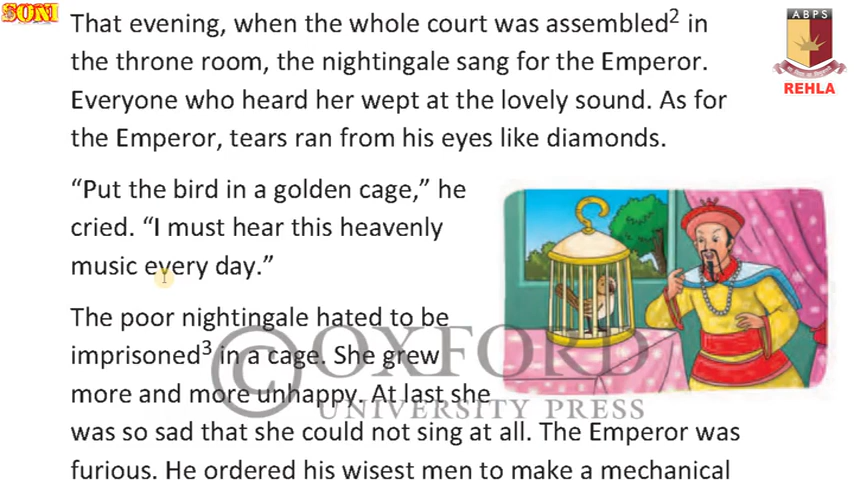 SONI
ABPS
REHLA
That evening, when the whole court was assembled² in
the throne room, the nightingale sang for the Emperor.
Everyone who heard her wept at the lovely sound. As for
the Emperor, tears ran from his eyes like diamonds.
“Put the bird in a golden cage,” he
cried. “I must hear this heavenly
music every day.”
The poor nightingale hated to be
imprisoned³ in a cage. She grew
more and more unhappy. At last she
was so sad that she could not sing at all. The Emperor was
furious. He ordered his wisest men to make a mechanical
© OXFORD
UNIVERSITY PRESS